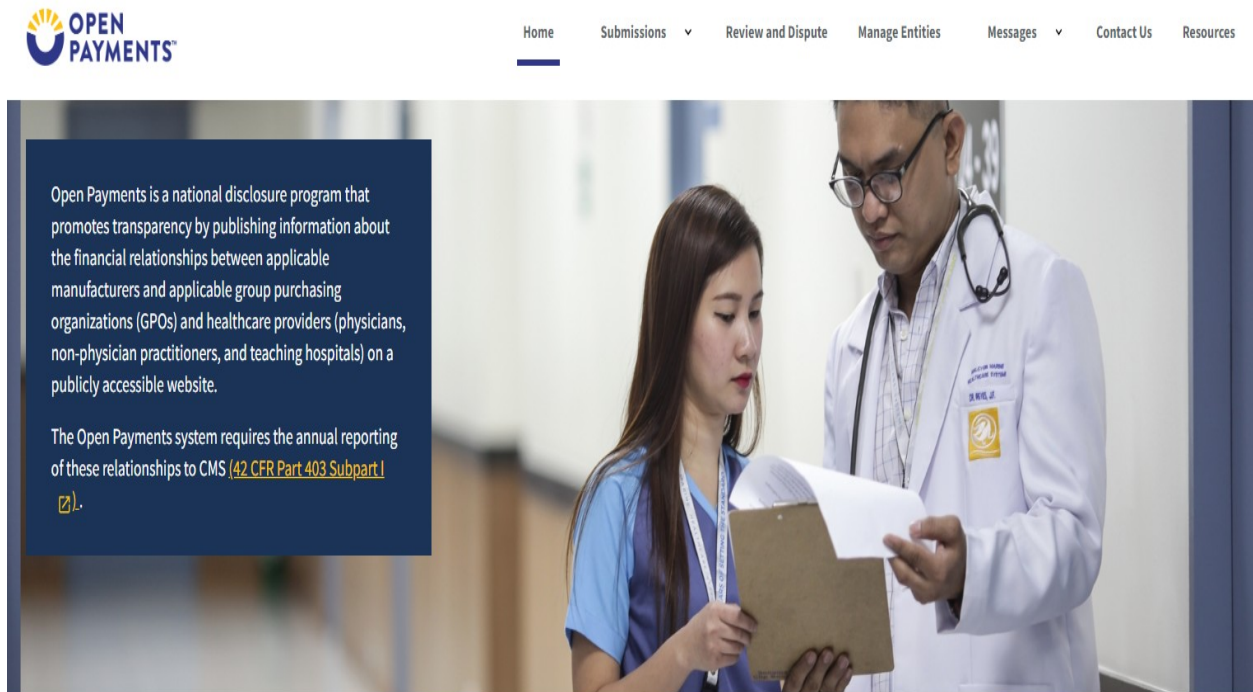 OPEN
PAYMENTS™
Home Submissions Review and Dispute Manage Entities Messages Contact Us Resources
Open Payments is a national disclosure program that
promotes transparency by publishing information about
the financial relationships between applicable
manufacturers and applicable group purchasing
organizations (GPOs) and healthcare providers (physicians,
non-physician practitioners, and teaching hospitals) on a
publicly accessible website.
The Open Payments system requires the annual reporting
of these relationships to CMS (42 CFR Part 403 Subpart I
).